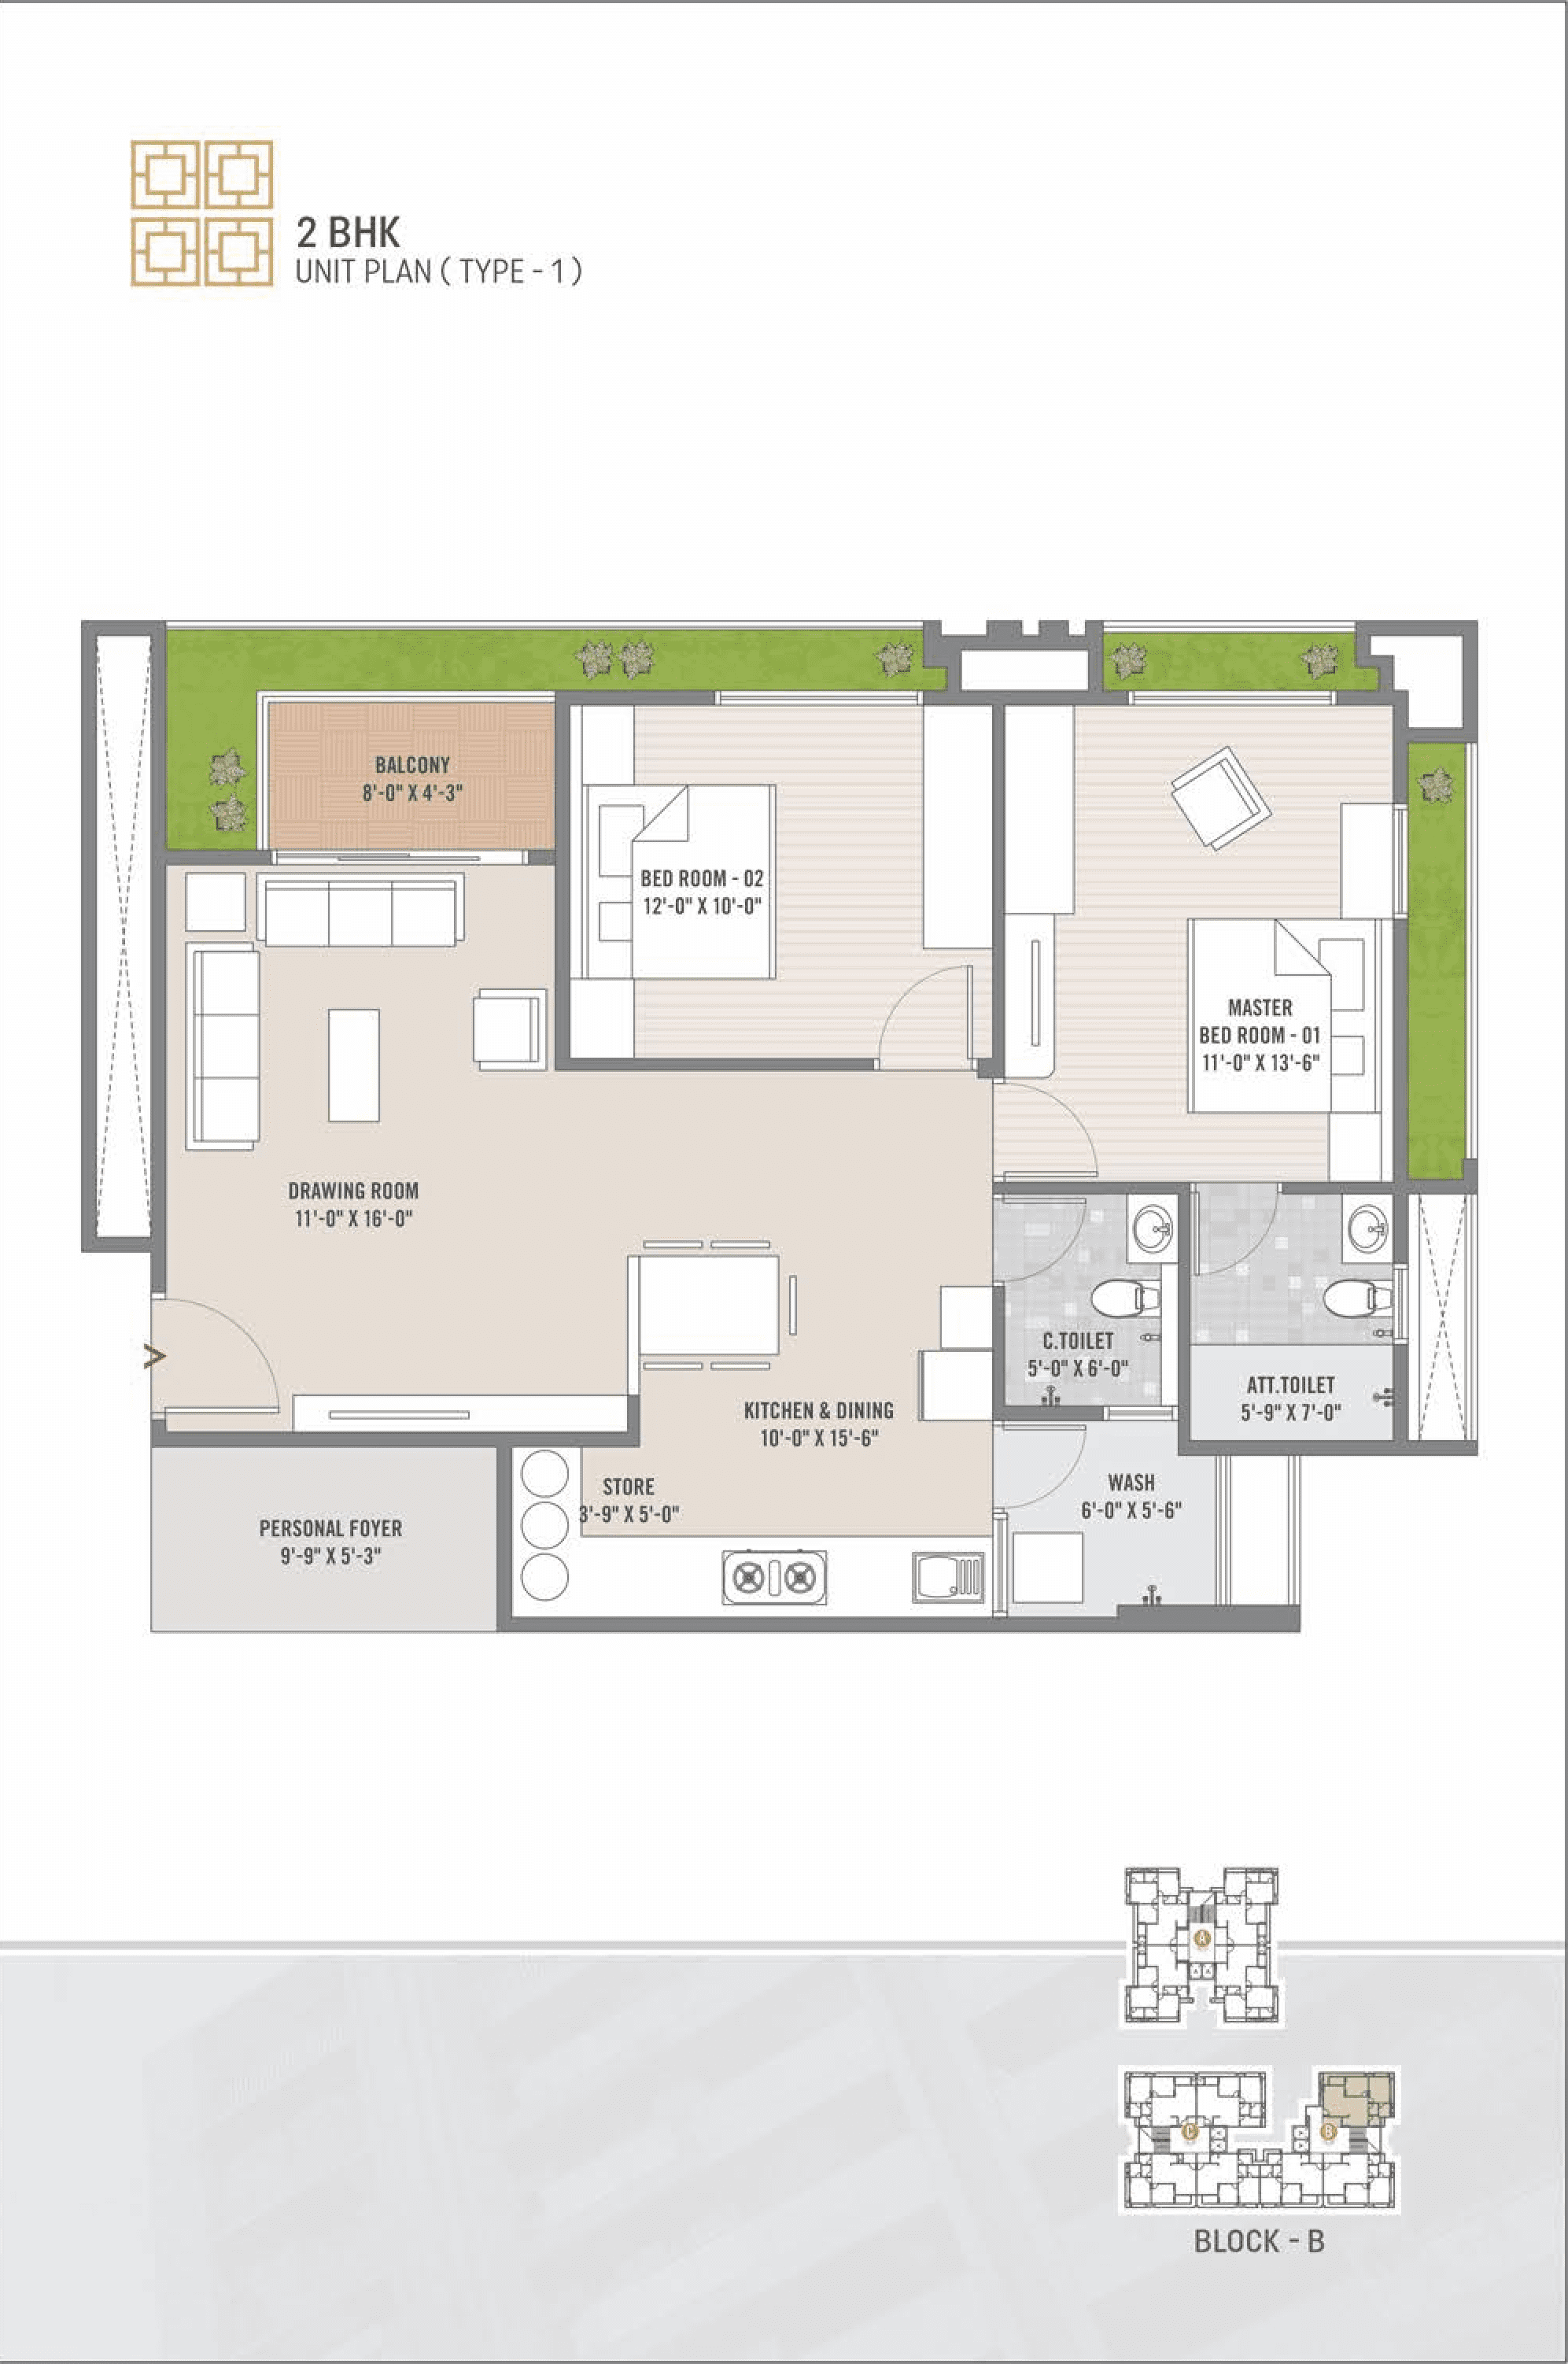 2 BHK
UNIT PLAN ( TYPE - 1 )
BALCONY
8'-0" X 4'-3"
BED ROOM - 02
12'-0" X 10'-0"
MASTER
BED ROOM - 01
11'-0" X 13'-6"
DRAWING ROOM
11'-0" X 16'-0"
C.TOILET
5'-0" X 6'-0"
ATT.TOILET
5'-9" X 7'-0"
KITCHEN & DINING
10'-0" X 15'-6"
STORE
3'-9" X 5'-0"
WASH
6'-0" X 5'-6"
PERSONAL FOYER
9'-9" X 5'-3"
A
C
B
BLOCK - B